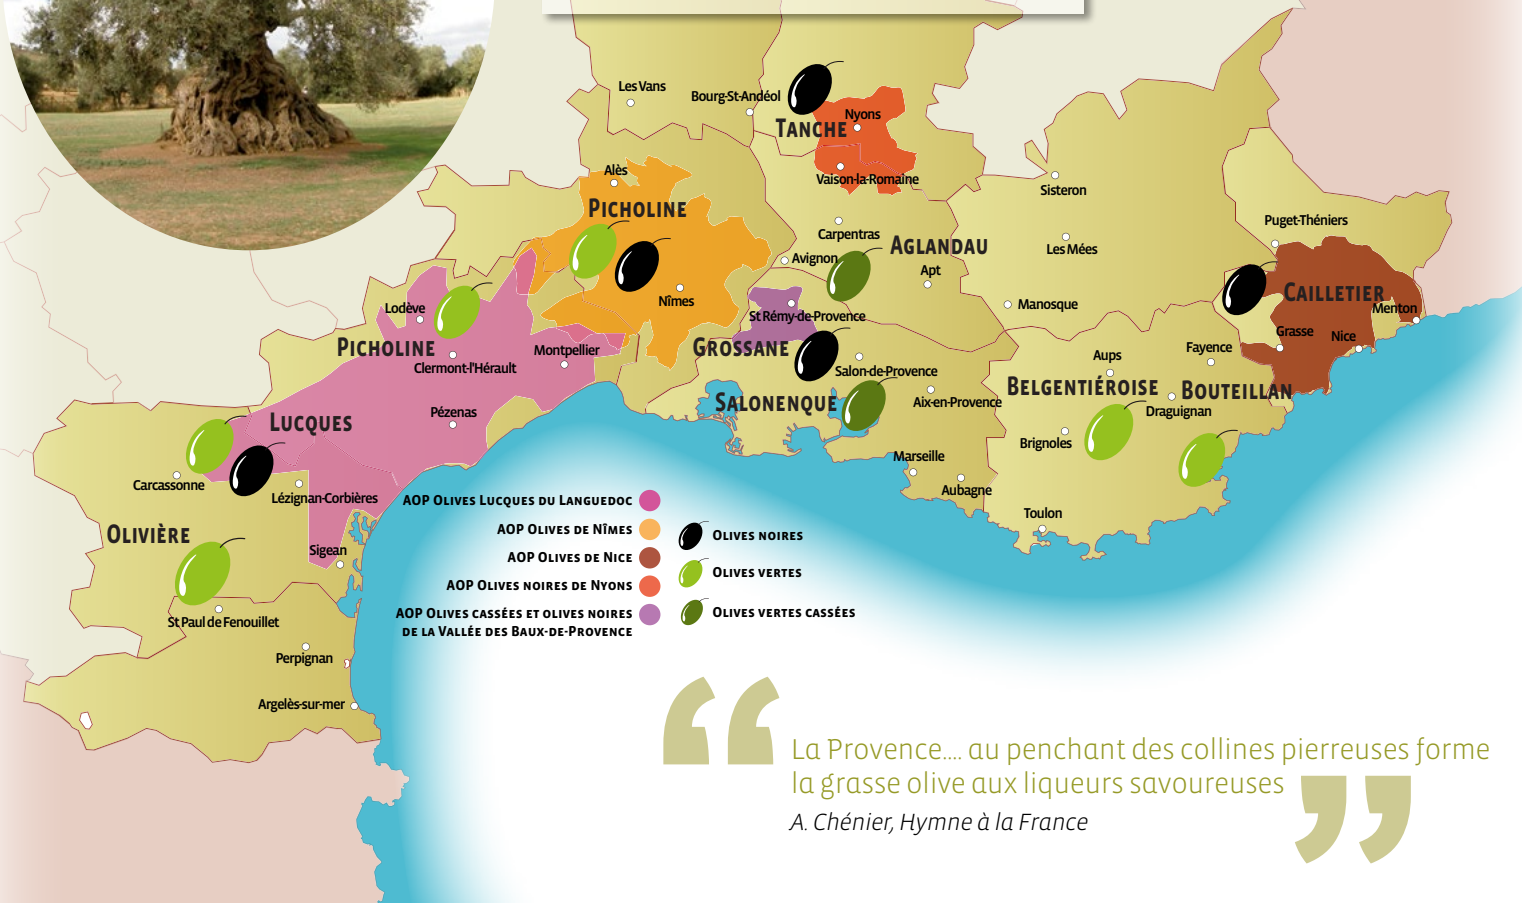 Les Vans
Bourg-St-Andéol
Nyons
TANCHE
Vaison-la-Romaine
Alès
PICHOLINE
Sisteron
Puget-Théniers
Carpentras
AGLANDAU
Les Mées
Avignon
Apt
Nîmes
CAILLETIER
Menton
Manosque
Lodève
St Rémy-de-Provence
Grasse
Nice
PICHOLINE
Montpellier
GROSSANE
Fayence
Clermont-l'Hérault
Salon-de-Provence
Aups
BELGENTIÉROISE
BOUTEILLAN
SALONENQUE
Aix-en-Provence
Draguignan
LUCQUES
Pézenas
Brignoles
Carcassonne
Lézignan-Corbières
Marseille
Aubagne
Toulon
OLIVIÈRE
Sigean
St Paul de Fenouillet
Perpignan
Argelès-sur-mer
AOP OLIVES LUCQUES DU LANGUEDOC
AOP OLIVES DE NÎMES
AOP OLIVES DE NICE
AOP OLIVES NOIRES DE NYONS
AOP OLIVES CASSÉES ET OLIVES NOIRES
DE LA VALLÉE DES BAUX-DE-PROVENCE
OLIVES NOIRES
OLIVES VERTES
OLIVES VERTES CASSÉES
“
La Provence.... au penchant des collines pierreuses forme
la grasse olive aux liqueurs savoureuses
”
A. Chénier, Hymne à la France